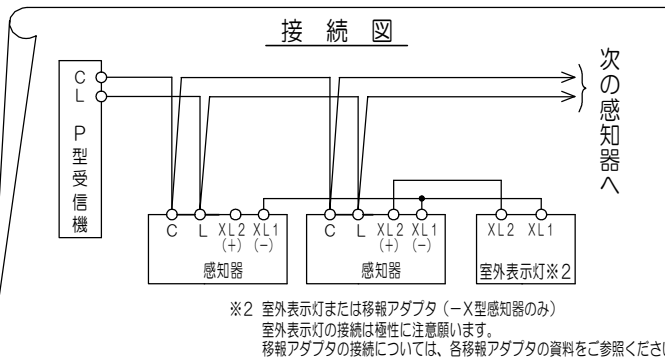 接続図
C
L
P型受信機
次の感知器へ
C L XL2 XL1
(+) (−)
感知器
C L XL2 XL1
(+) (−)
感知器
XL2 XL1
室外表示灯※2
※2 室外表示灯または移報アダプタ(−X型感知器のみ)
室外表示灯の接続は極性に注意願います。
移報アダプタの接続については、各移報アダプタの資料をご参照くださ